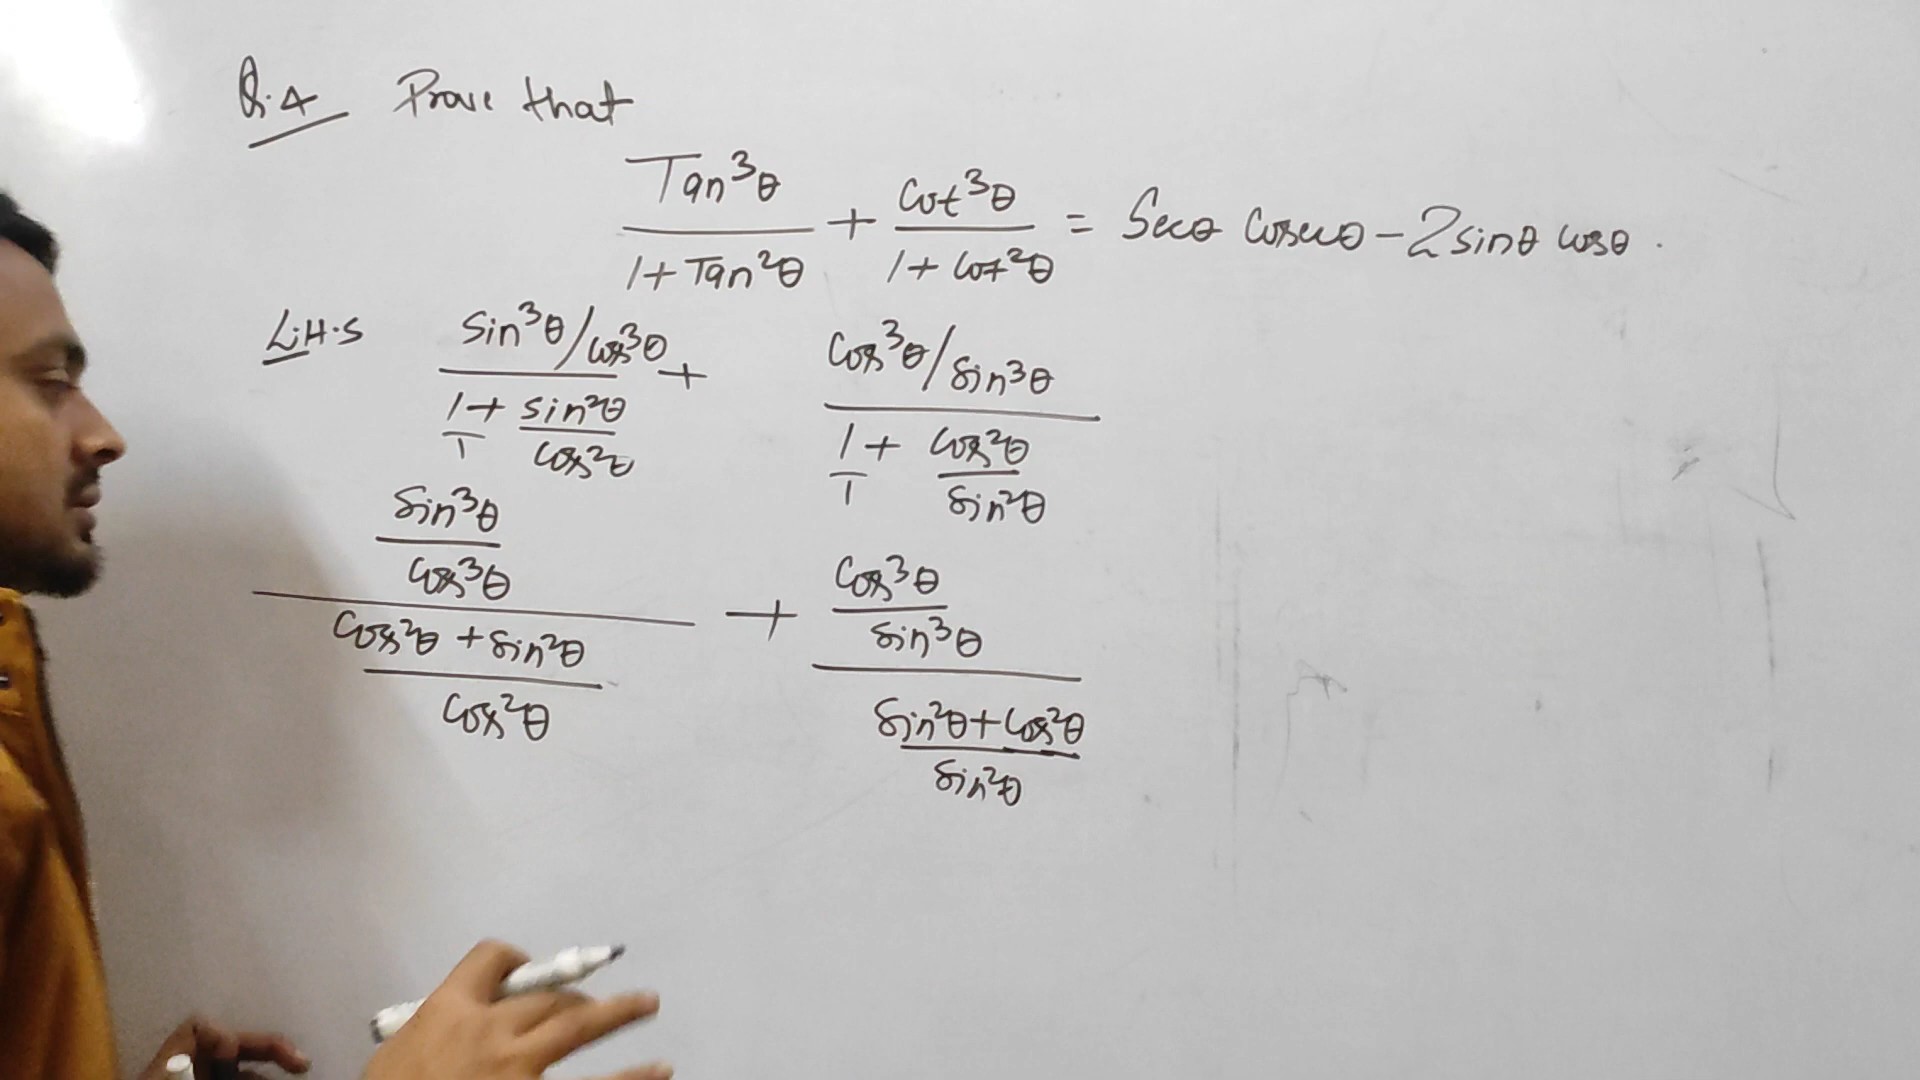 Q.4 Prove that
Tan³θ / 1+Tan²θ + Cot³θ / 1+Cot²θ = Secθ Cosecθ - 2sinθ cosθ.
L.H.S sin³θ/cos³θ / 1/1 + sin²θ/cos²θ + Cos³θ/sin³θ / 1/1 + cos²θ/sin²θ
sin³θ/cos³θ / cos²θ+sin²θ/cos²θ + cos³θ/sin³θ / sin²θ+cos²θ/sin²θ